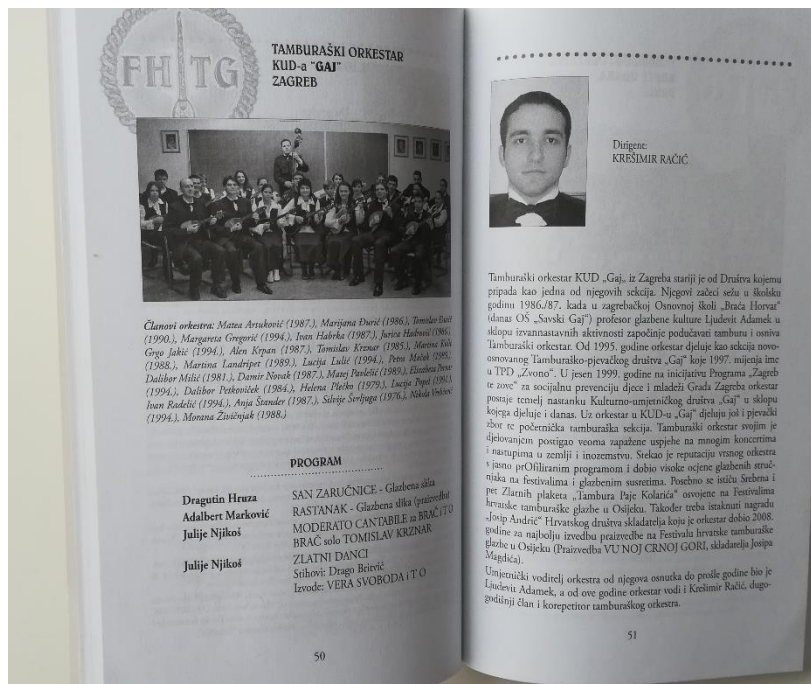 FH TG
TAMBURAŠKI ORKESTAR
KUD-a "GAJ"
ZAGREB
Članovi orkestra: Matea Arsuković (1987.), Marijana Đurić (1986.), Tomislav
(1990.), Margareta Gregorić (1994.), Ivan Habrka (1987.), Jurica
Grgo Jakić (1994.), Alen Krpan (1987.), Tomislav Krznar (1985.), Martina
(1988.), Martina Landripet (1989.), Lucija Lulić (1994.), Petra Maček
Dalibor Milić (1981.), Damir Novak (1987.), Matej Pavlelić (1989.), Elizabeta
Dalibor Petkoviček (1984.), Helena Plečko (1979.), Lucija Popel
Ivan Radelić (1994.), Anja Štander (1987.), Silvije Škrljuga (1976.), Nikola
(1994.), Morana Živičnjak (1988.)
PROGRAM
Dragutin Hruza SAN ZARUČNICE - Glazbena slika
Adalbert Marković RASTANAK - Glazbena slika (praizvedba)
Julije Njikoš MODERATO CANTABILE za BRAČ i TO
BRAČ solo TOMISLAV KRZNAR
Julije Njikoš ZLATNI DANCI
Stihovi: Drago Britvić
Izvode: VERA SVOBODA i T O
50
Dirigent:
KREŠIMIR RAČIĆ
Tamburaški orkestar KUD „Gaj„ iz Zagreba stariji je od Društva kojemu
pripada kao jedna od njegovih sekcija. Njegovi začeci sežu u školsku
godinu 1986./87. kada u zagrebačkoj Osnovnoj školi „Braća Horvat"
(danas OŠ „Savski Gaj") profesor glazbene kulture Ljudevit Adamek u
sklopu izvannastavnih aktivnosti započinje podučavati tamburu i osniva
Tamburaški orkestar. Od 1995. godine orkestar djeluje kao sekcija novo-
osnovanog Tamburaško-pjevačkog društva „Gaj" koje 1997. mijenja ime
u TPD „Zvono". U jesen 1999. godine na inicijativu Programa „Zagreb
te zove" za socijalnu prevenciju djece i mladeži Grada Zagreba orkestar
postaje temelj nastanku Kulturno-umjetničkog društva „Gaj" u sklopu
kojega djeluje i danas. Uz orkestar u KUD-u „Gaj" djeluju još i pjevački
zbor te početnička tamburaška sekcija. Tamburaški orkestar svojim je
djelovanjem postigao veoma zapažene uspjehe na mnogim koncertima
i nastupima u zemlji i inozemstvu. Stekao je reputaciju vrsnog orkestra
s jasno prOfiliranim programom i dobio visoke ocjene glazbenih struč-
njaka na festivalima i glazbenim susretima. Posebno se ističu Srebrna i
pet Zlarnih plaketa „Tambura Paje Kolarića" osvojene na Festivalima
hrvatske tamburaške glazbe u Osijeku. Također treba istaknuti nagradu
„Josip Andrić" Hrvatskog društva skladatelja koju je orkestar dobio 2008.
godine za najbolju izvedbu praizvedbe na Festivalu hrvatske tamburaške
glazbe u Osijeku (Praizvedba VU NOJ CRNOJ GORI, skladatelja Josipa
Magdića).
Umjetnički voditelj orkestra od njegova osnutka do prošle godine bio je
Ljudevit Adamek, a od ove godine orkestar vodi i Krešimir Račić, dugo-
godišnji član i korepetitor tamburaškog orkestra.
51